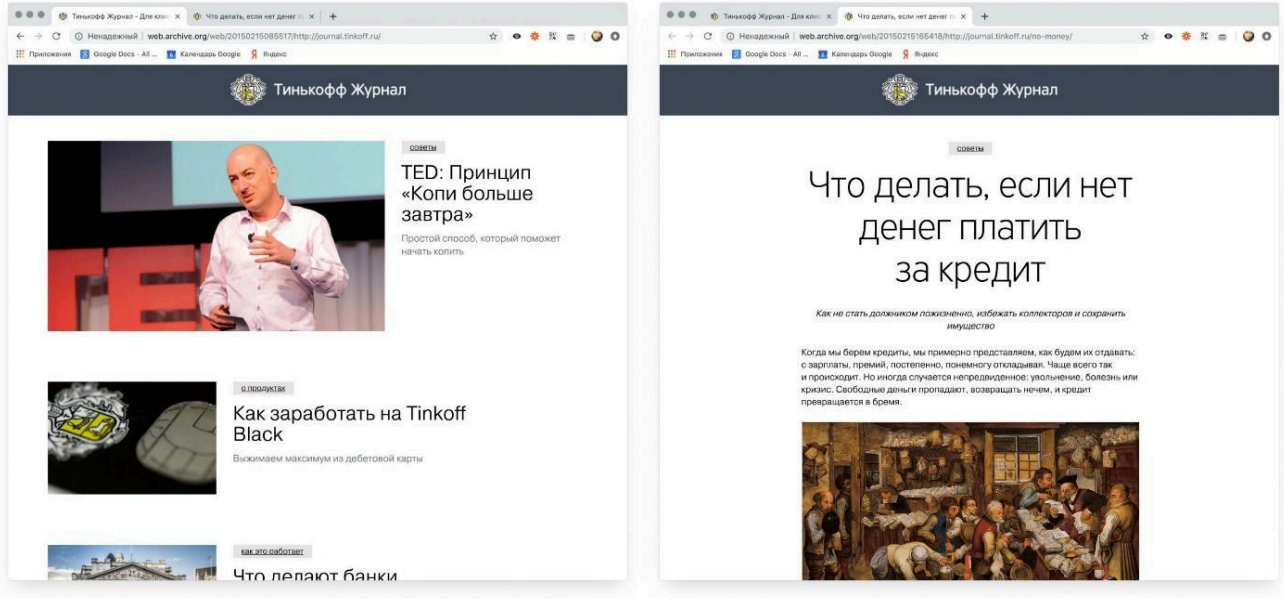 Тинькофф Журнал - Для клие
Что делать, если нет денег п
Ненадежный | web.archive.org/web/20150215085517/http://journal.tinkoff.ru/
Приложения Google Docs - All ... Календарь Google Яндекс
Тинькофф Журнал
советы
TED: Принцип
«Копи больше
завтра»
Простой способ, который поможет
начать копить
о продуктах
Как заработать на Tinkoff
Black
Выжимаем максимум из дебетовой карты
как это работает
Что делают банки
Тинькофф Журнал - Для клие
Что делать, если нет денег п
Ненадежный | web.archive.org/web/20150215165418/http://journal.tinkoff.ru/no-money/
Приложения Google Docs - All ... Календарь Google Яндекс
Тинькофф Журнал
советы
Что делать, если нет
денег платить
за кредит
Как не стать должником пожизненно, избежать коллекторов и сохранить
имущество
Когда мы берем кредиты, мы примерно представляем, как будем их отдавать:
с зарплаты, премий, постепенно, понемногу откладывая. Чаще всего так
и происходит. Но иногда случается непредвиденное: увольнение, болезнь или
кризис. Свободные деньги пропадают, возвращать нечем, и кредит
превращается в бремя.